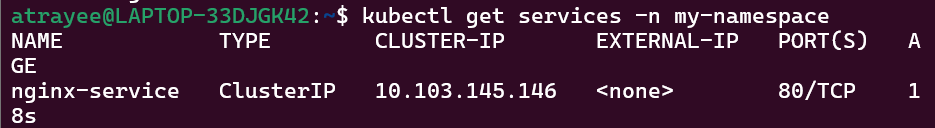 atrayee@LAPTOP-33DJGK42:~$ kubectl get services -n my-namespace
NAME            TYPE        CLUSTER-IP       EXTERNAL-IP   PORT(S)   A
GE
nginx-service   ClusterIP   10.103.145.146   <none>        80/TCP    1
8s